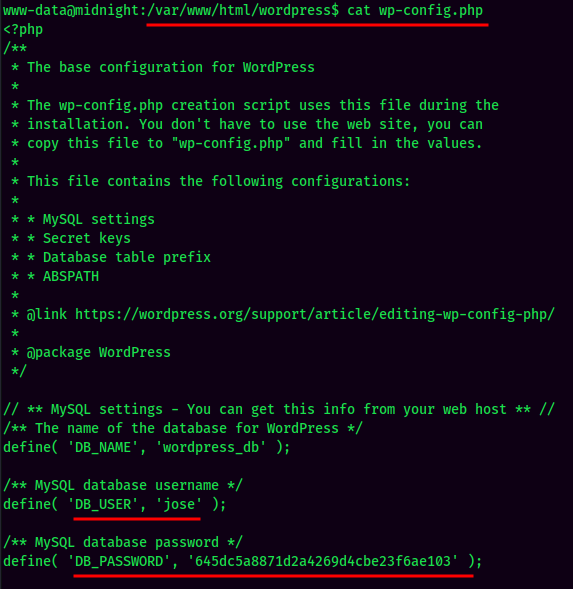 www-data@midnight:/var/www/html/wordpress$ cat wp-config.php
<?php
/**
 * The base configuration for WordPress
 *
 * The wp-config.php creation script uses this file during the
 * installation. You don't have to use the web site, you can
 * copy this file to "wp-config.php" and fill in the values.
 *
 * This file contains the following configurations:
 *
 * * MySQL settings
 * * Secret keys
 * * Database table prefix
 * * ABSPATH
 *
 * @link https://wordpress.org/support/article/editing-wp-config-php/
 *
 * @package WordPress
 */
// ** MySQL settings - You can get this info from your web host ** //
/** The name of the database for WordPress */
define( 'DB_NAME', 'wordpress_db' );
/** MySQL database username */
define( 'DB_USER', 'jose' );
/** MySQL database password */
define( 'DB_PASSWORD', '645dc5a8871d2a4269d4cbe23f6ae103' );